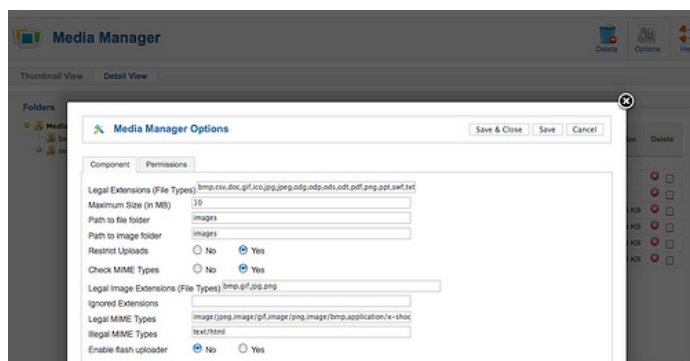 Media Manager
Delete
Options
Thumbnail View
Detail View
Folders
Media Manager Options
Save & Close
Save
Cancel
Delete
Component
Permissions
Legal Extensions (File Types) bmp,csv,doc,gif,ico,jpg,jpeg,odg,odp,ods,odt,pdf,png,ppt,swf,txt
Maximum Size (in MB) 10
Path to file folder images
Path to image folder images
Restrict Uploads No Yes
Check MIME Types No Yes
Legal Image Extensions (File Types) bmp,gif,jpg,png
Ignored Extensions
Legal MIME Types image/jpeg,image/gif,image/png,image/bmp,application/x-shoc
Illegal MIME Types text/html
Enable flash uploader No Yes
KB
KB
KB